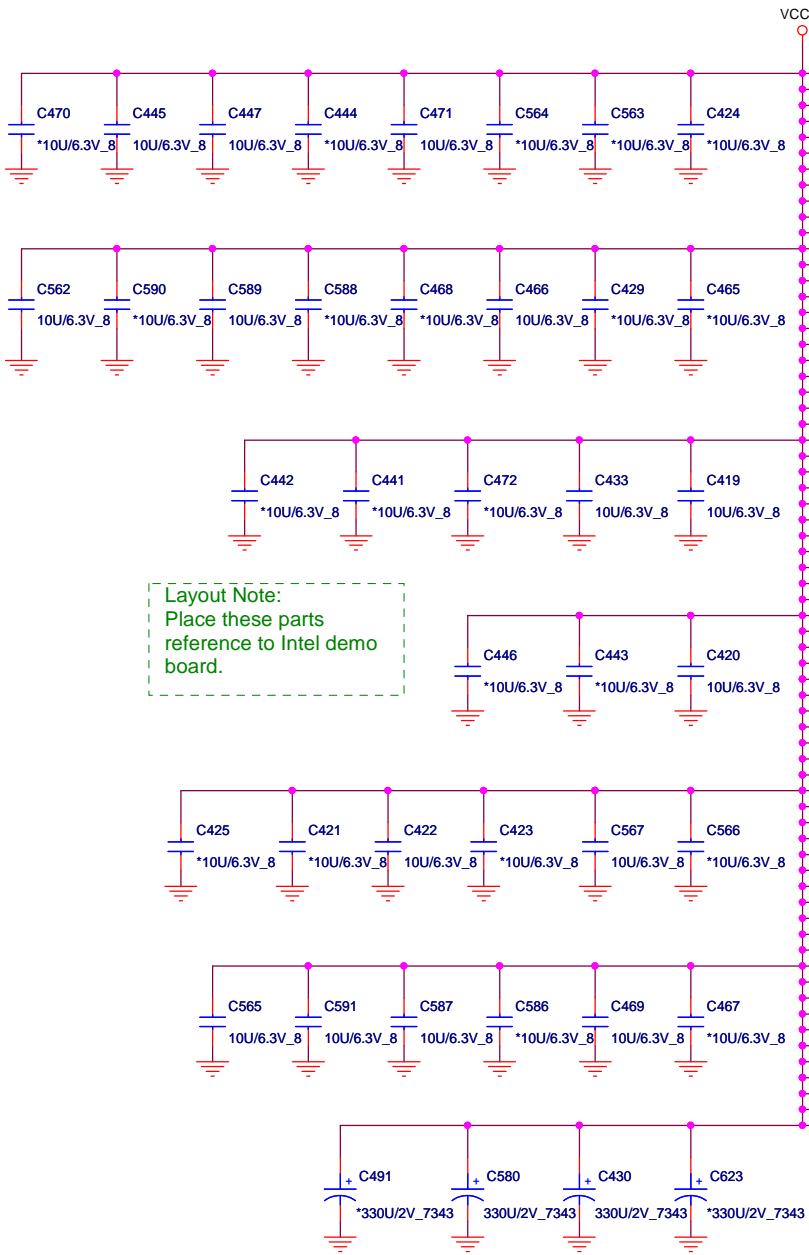 VCC
C470 C445 C447 C444 C471 C564 C563 C424
*10U/6.3V_8 10U/6.3V_8 10U/6.3V_8 *10U/6.3V_8 10U/6.3V_8 *10U/6.3V_8 *10U/6.3V_8 *10U/6.3V_8
C562 C590 C589 C588 C468 C466 C429 C465
10U/6.3V_8 *10U/6.3V_8 10U/6.3V_8 *10U/6.3V_8 *10U/6.3V_8 10U/6.3V_8 *10U/6.3V_8 *10U/6.3V_8
C442 C441 C472 C433 C419
*10U/6.3V_8 *10U/6.3V_8 *10U/6.3V_8 10U/6.3V_8 10U/6.3V_8
Layout Note:
Place these parts
reference to Intel demo
board.
C446 C443 C420
*10U/6.3V_8 *10U/6.3V_8 10U/6.3V_8
C425 C421 C422 C423 C567 C566
*10U/6.3V_8 *10U/6.3V_8 10U/6.3V_8 *10U/6.3V_8 10U/6.3V_8 *10U/6.3V_8
C565 C591 C587 C586 C469 C467
10U/6.3V_8 10U/6.3V_8 10U/6.3V_8 *10U/6.3V_8 10U/6.3V_8 *10U/6.3V_8
C491 C580 C430 C623
*330U/2V_7343 330U/2V_7343 330U/2V_7343 *330U/2V_7343